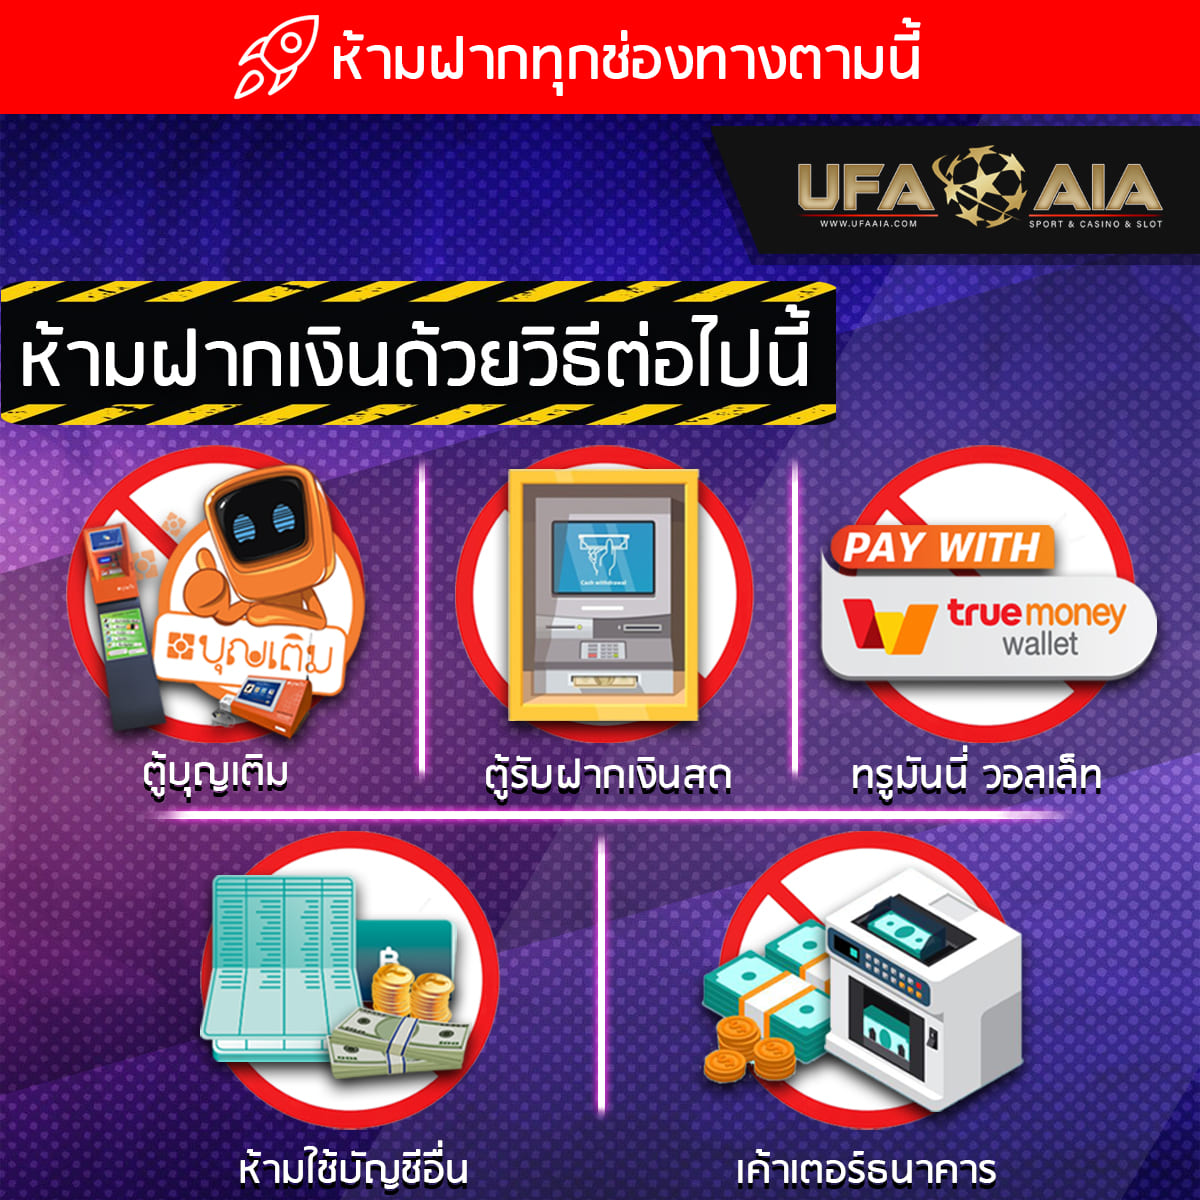 ห้ามฝากทุกช่องทางตามนี้
UFA AIA
WWW.UFAAIA.COM
SPORT & CASINO & SLOT
ห้ามฝากเงินด้วยวิธีต่อไปนี้
บุญเติม
Cash withdrawal
PAY WITH
truemoney
wallet
ตู้บุญเติม
ตู้รับฝากเงินสด
ทรูมันนี่ วอลเล็ท
฿
100
ห้ามใช้บัญชีอื่น
เค้าเตอร์ธนาคาร